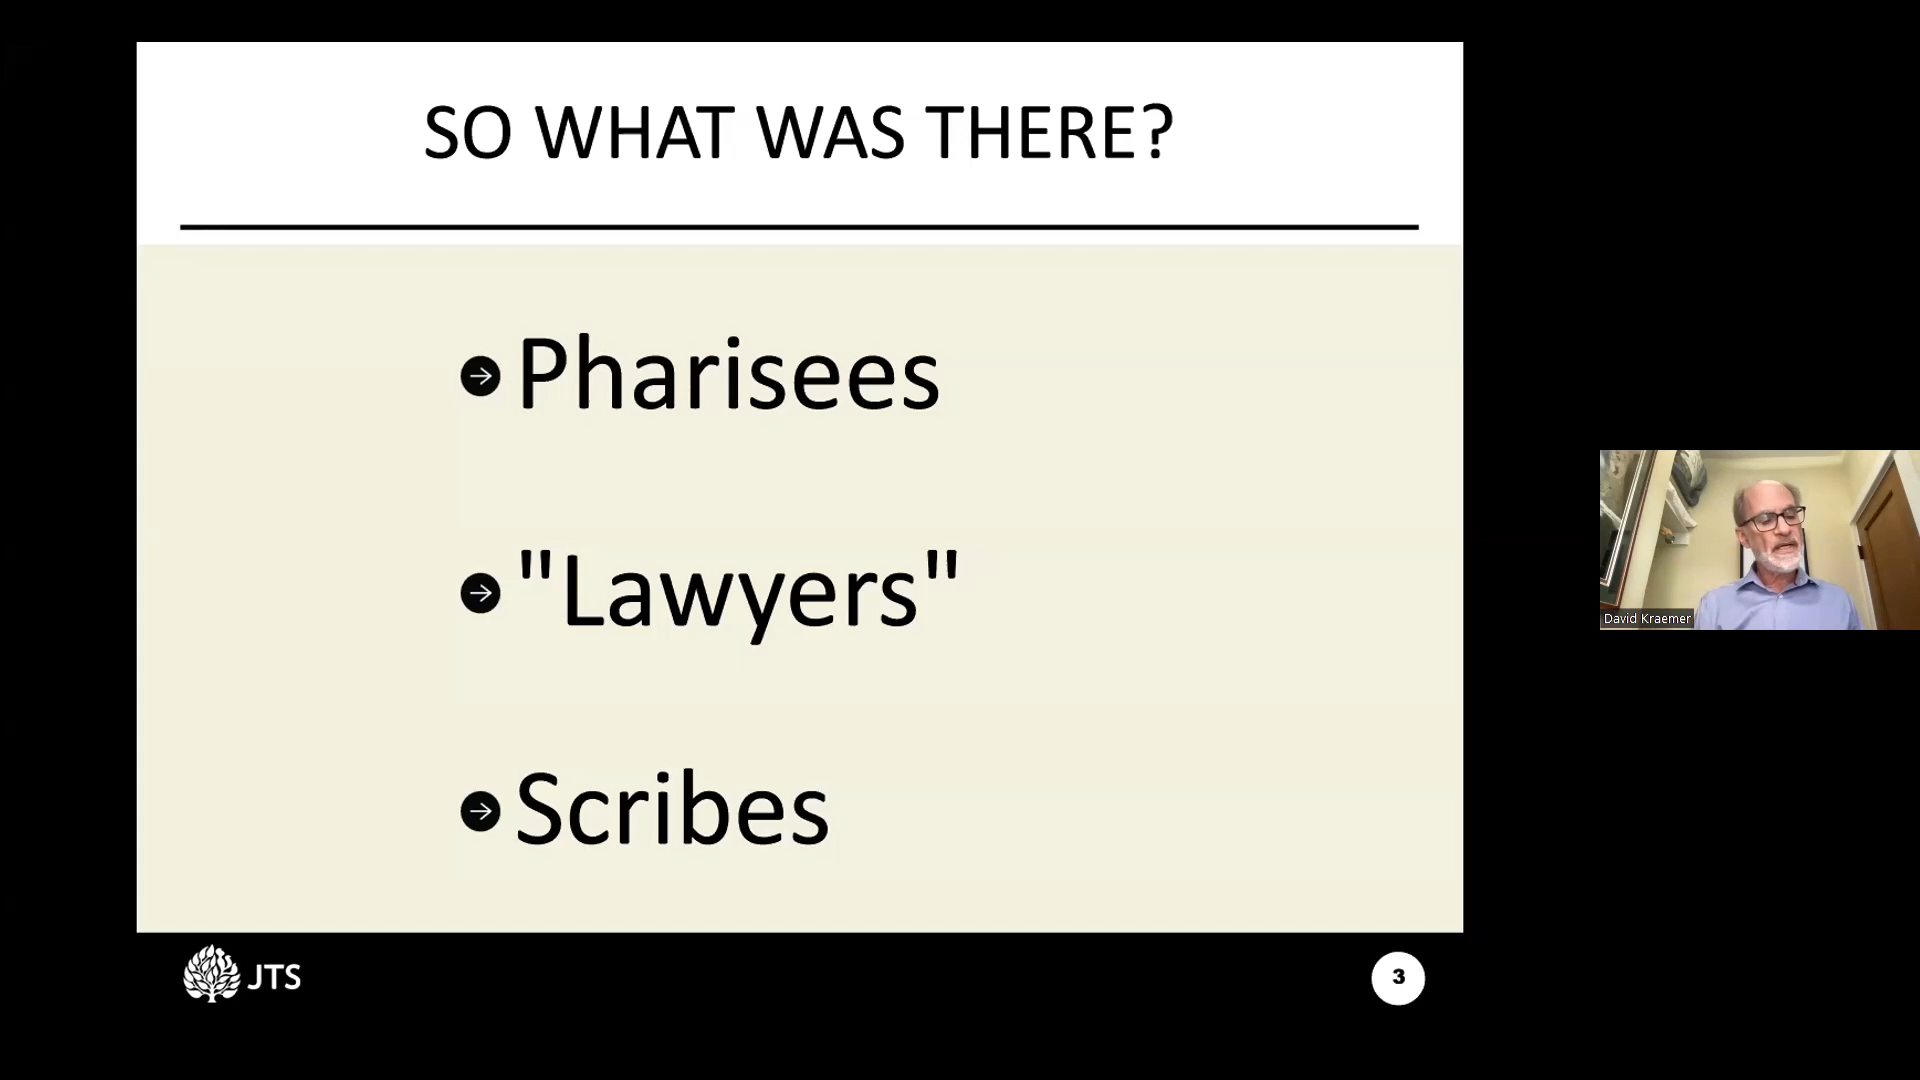 SO WHAT WAS THERE?
Pharisees
"Lawyers"
Scribes
David Kraemer
JTS
3